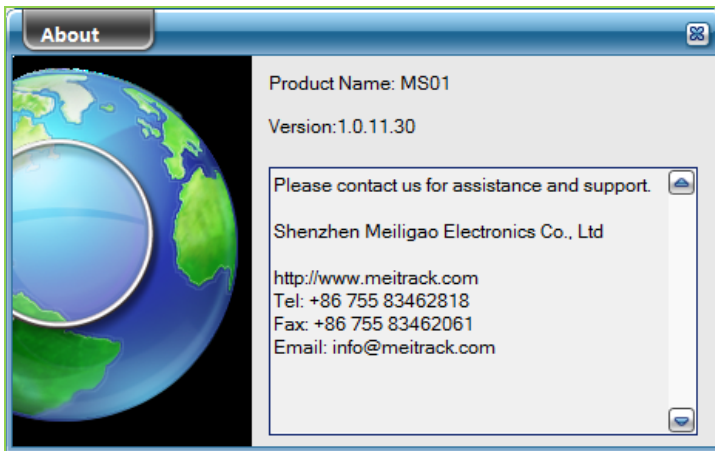 About
Product Name: MS01
Version:1.0.11.30
Please contact us for assistance and support.
Shenzhen Meiligao Electronics Co., Ltd
http://www.meitrack.com
Tel: +86 755 83462818
Fax: +86 755 83462061
Email: info@meitrack.com